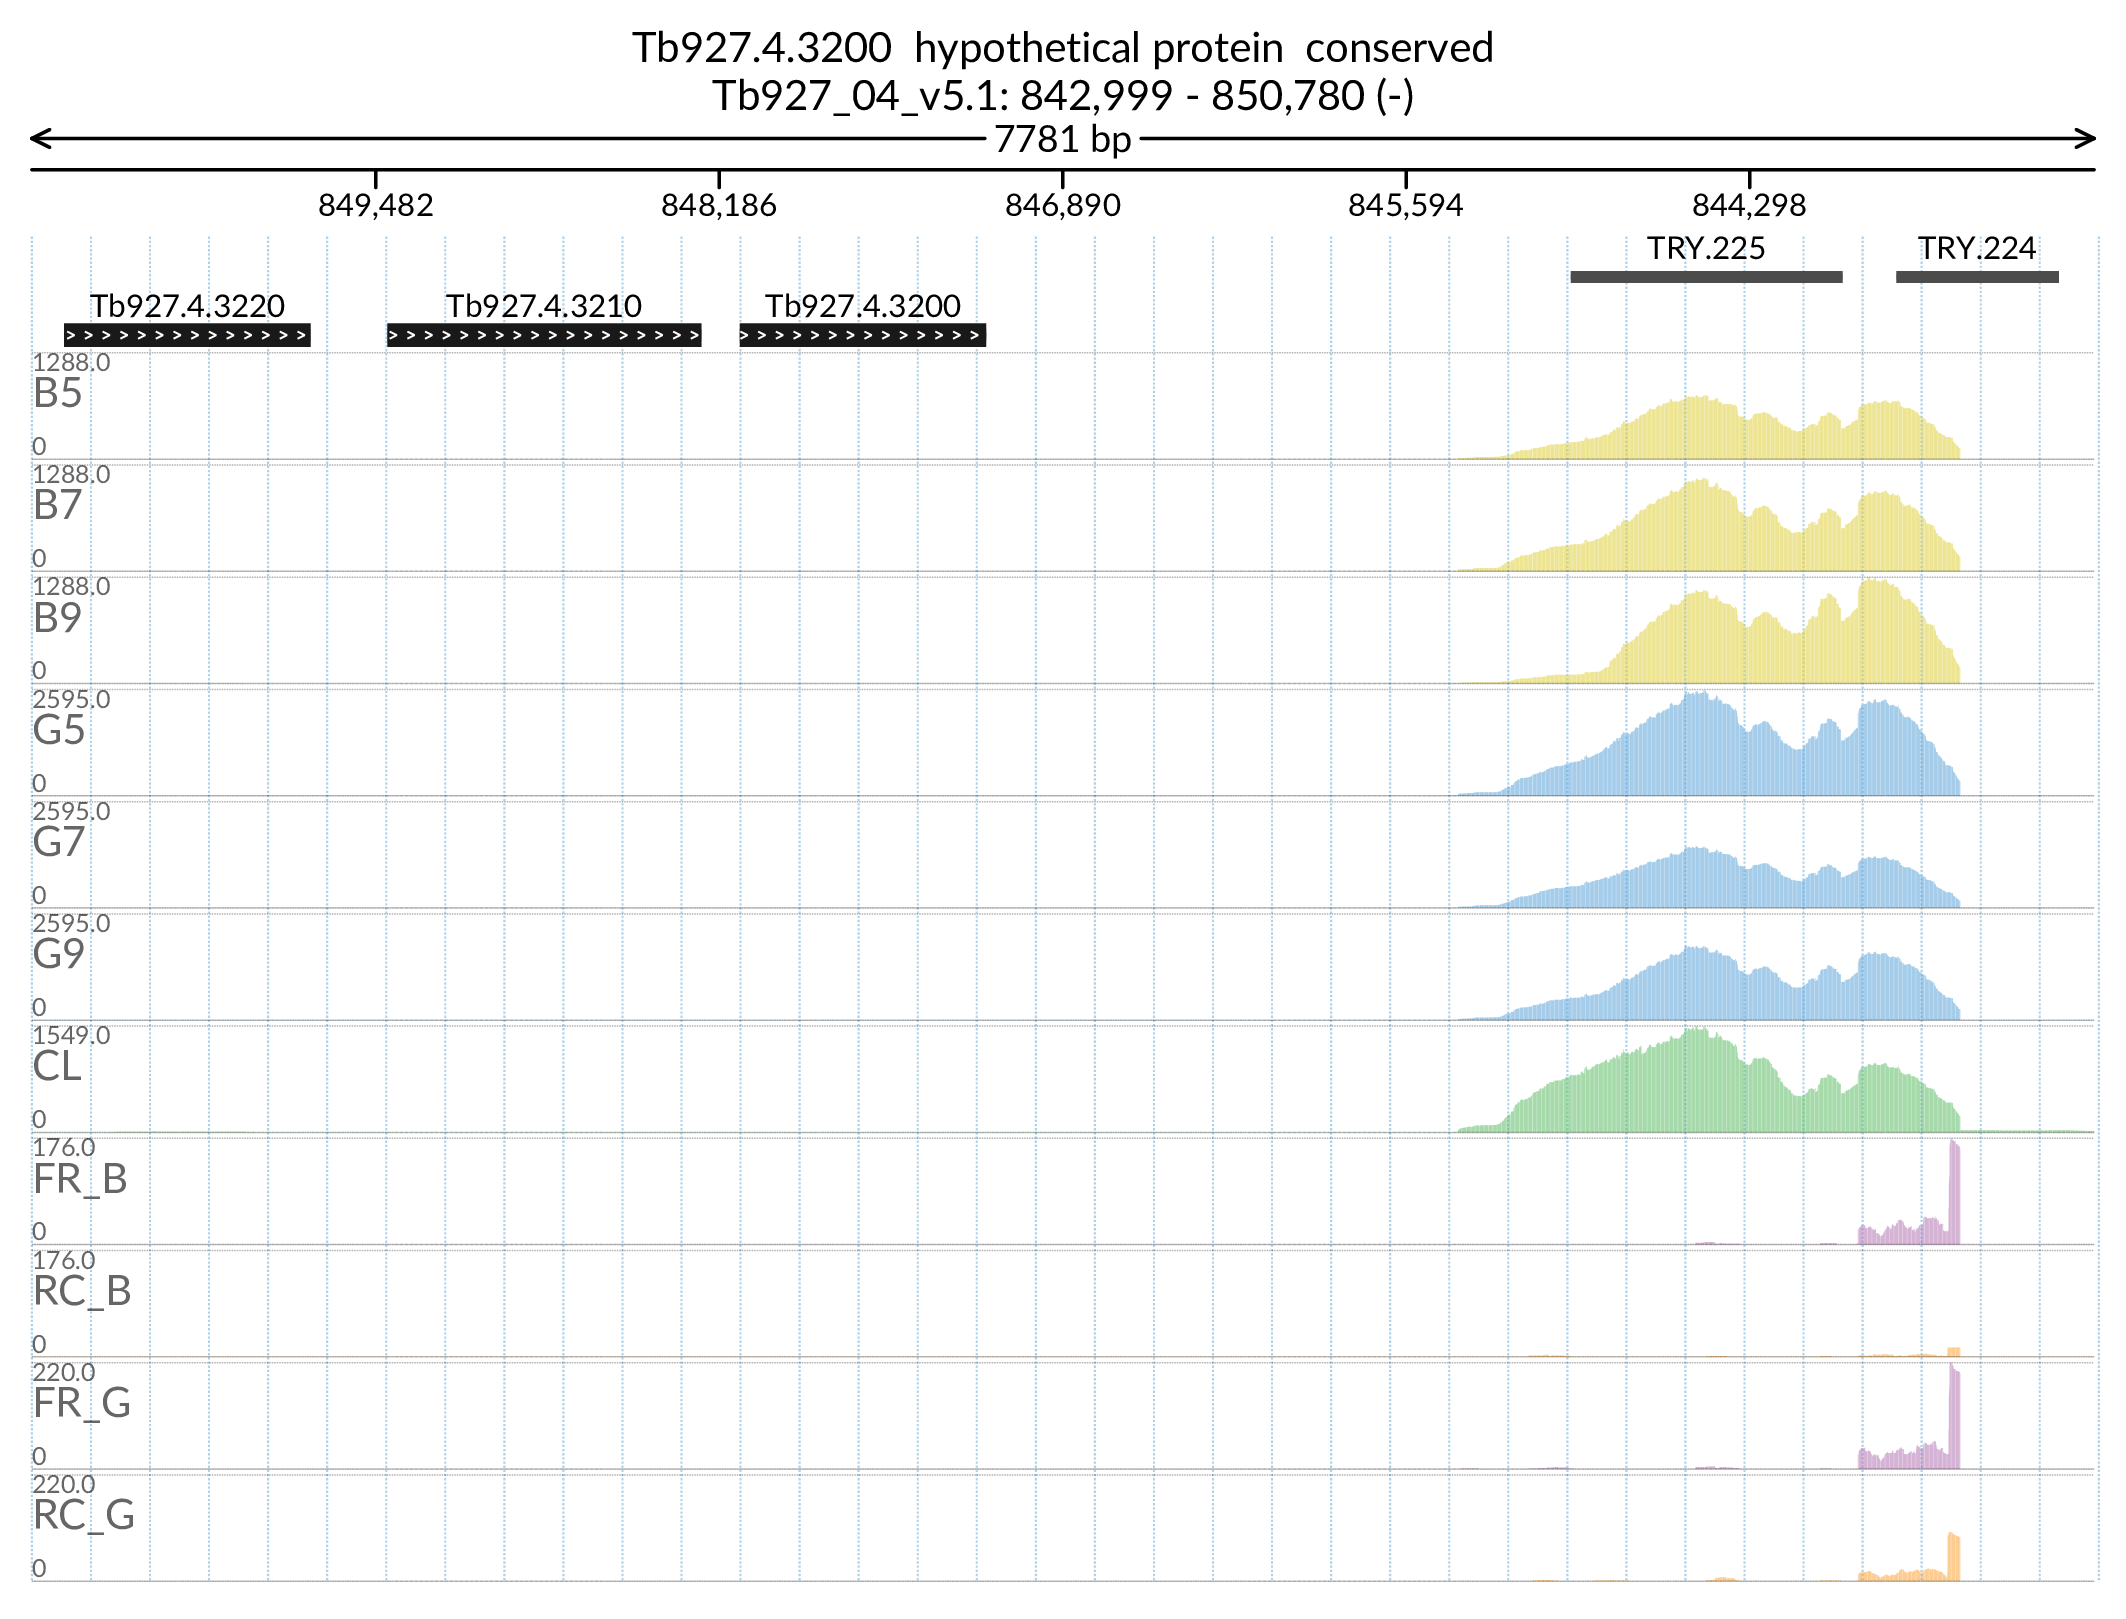 Tb927.4.3200  hypothetical protein  conserved
Tb927_04_v5.1: 842,999 - 850,780 (-)
7781 bp
849,482 848,186 846,890 845,594 844,298
TRY.225 TRY.224
Tb927.4.3220 Tb927.4.3210 Tb927.4.3200
1288.0
B5
0
1288.0
B7
0
1288.0
B9
0
2595.0
G5
0
2595.0
G7
0
2595.0
G9
0
1549.0
CL
0
176.0
FR_B
0
176.0
RC_B
0
220.0
FR_G
0
220.0
RC_G
0